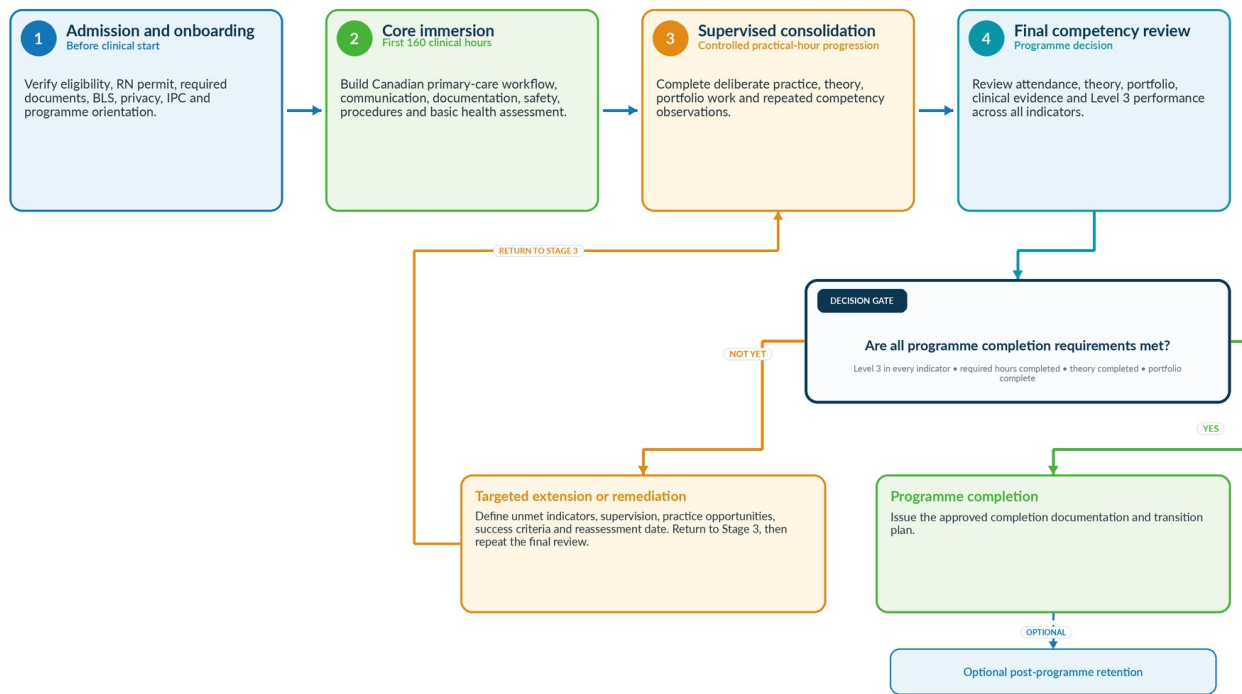 1
Admission and onboarding
Before clinical start
Verify eligibility, RN permit, required
documents, BLS, privacy, IPC and
programme orientation.
2
Core immersion
First 160 clinical hours
Build Canadian primary-care workflow,
communication, documentation, safety,
procedures and basic health assessment.
3
Supervised consolidation
Controlled practical-hour progression
Complete deliberate practice, theory,
portfolio work and repeated competency
observations.
4
Final competency review
Programme decision
Review attendance, theory, portfolio,
clinical evidence and Level 3 performance
across all indicators.
RETURN TO STAGE 3
DECISION GATE
Are all programme completion requirements met?
Level 3 in every indicator • required hours completed • theory completed • portfolio
complete
NOT YET
YES
Targeted extension or remediation
Define unmet indicators, supervision, practice opportunities,
success criteria and reassessment date. Return to Stage 3, then
repeat the final review.
Programme completion
Issue the approved completion documentation and transition
plan.
OPTIONAL
Optional post-programme retention